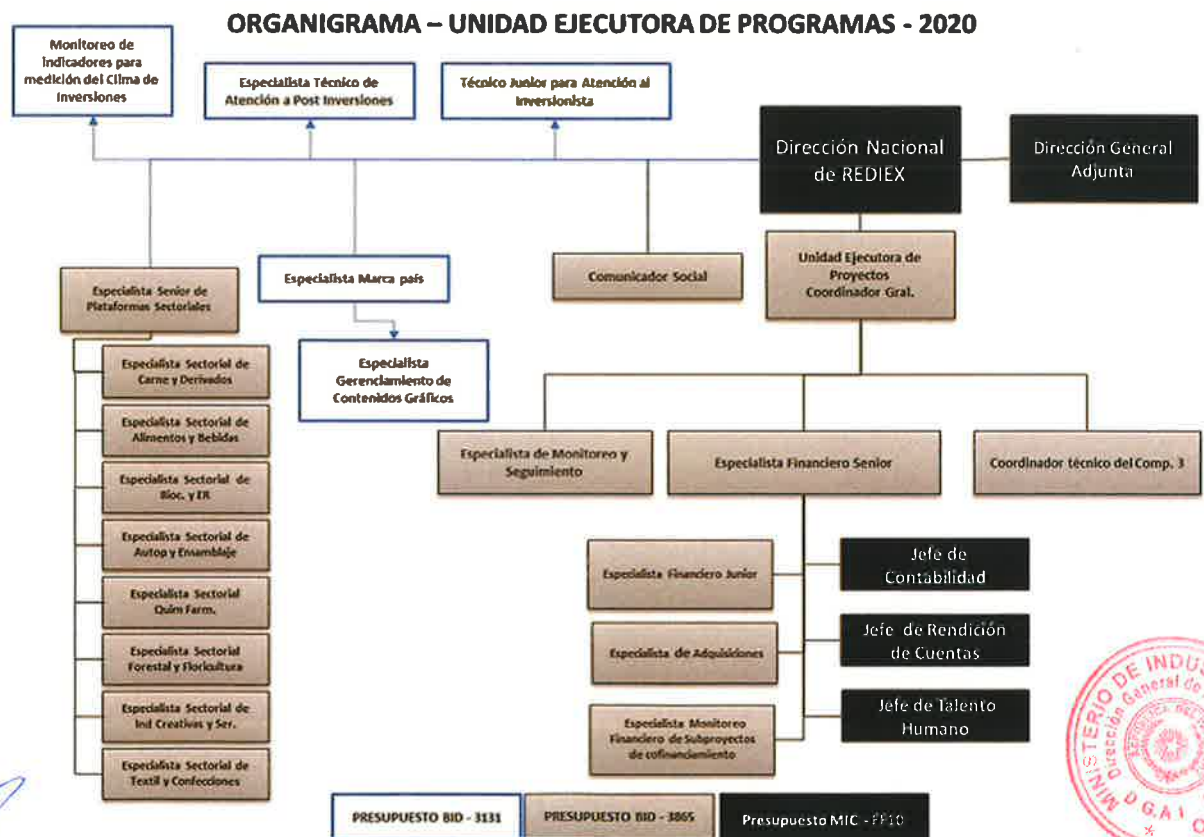 ORGANIGRAMA – UNIDAD EJECUTORA DE PROGRAMAS - 2020
Monitoreo de
indicadores para
medición del Clima de
Inversiones
Especialista Técnico de
Atención a Post Inversiones
Técnico Junior para Atención al
Inversionista
Dirección Nacional
de REDIEX
Dirección General
Adjunta
Especialista Senior de
Plataformas Sectoriales
Especialista Marca país
Comunicador Social
Unidad Ejecutora de
Proyectos
Coordinador Gral.
Especialista
Gerenciamiento de
Contenidos Gráficos
Especialista Sectorial de
Carne y Derivados
Especialista Sectorial de
Alimentos y Bebidas
Especialista Sectorial de
Bioc. y ER
Especialista Sectorial de
Autop y Ensamblaje
Especialista Sectorial
Quim Farm.
Especialista Sectorial
Forestal y Floricultura
Especialista Sectorial de
Ind Creativas y Ser.
Especialista Sectorial de
Textil y Confecciones
Especialista de Monitoreo y
Seguimiento
Especialista Financiero Senior
Coordinador técnico del Comp. 3
Especialista Financiero Junior
Jefe de
Contabilidad
Especialista de Adquisiciones
Jefe de Rendición
de Cuentas
Especialista Monitoreo
Financiero de Subproyectos
de cofinanciamiento
Jefe de Talento
Humano
PRESUPUESTO BID - 3131
PRESUPUESTO BID - 3865
Presupuesto MIC - FF10
MINISTERIO DE INDUS
Dirección General de
D.G.A.I.